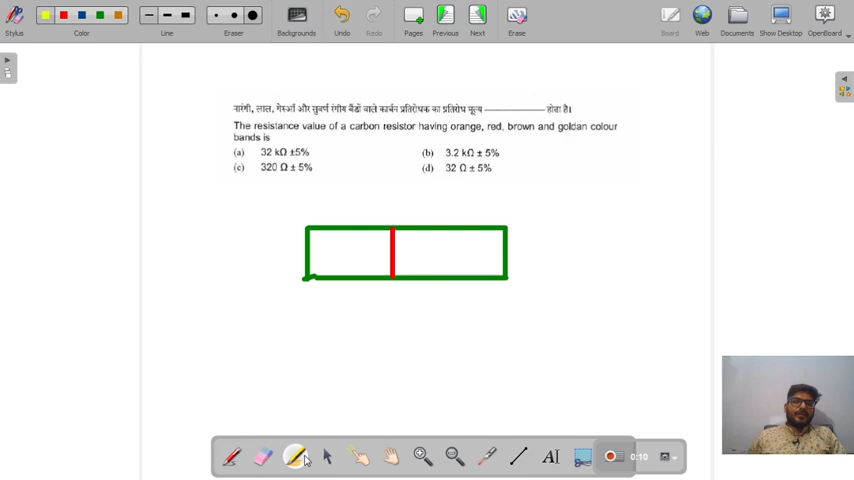 Stylus
Color
Line
Eraser
Backgrounds
Undo
Redo
Pages
Previous
Next
Erase
Board
Web
Documents
Show Desktop
OpenBoard
नारंगी, लाल, गेरूआँ और सुवर्ण रंगीय बैंडों वाले कार्बन प्रतिरोधक का प्रतिरोध मूल्य —————— होता है।
The resistance value of a carbon resistor having orange, red, brown and goldan colour
bands is
(a) 32 kΩ ±5% (b) 3.2 kΩ ± 5%
(c) 320 Ω ± 5% (d) 32 Ω ± 5%
AI
0:10